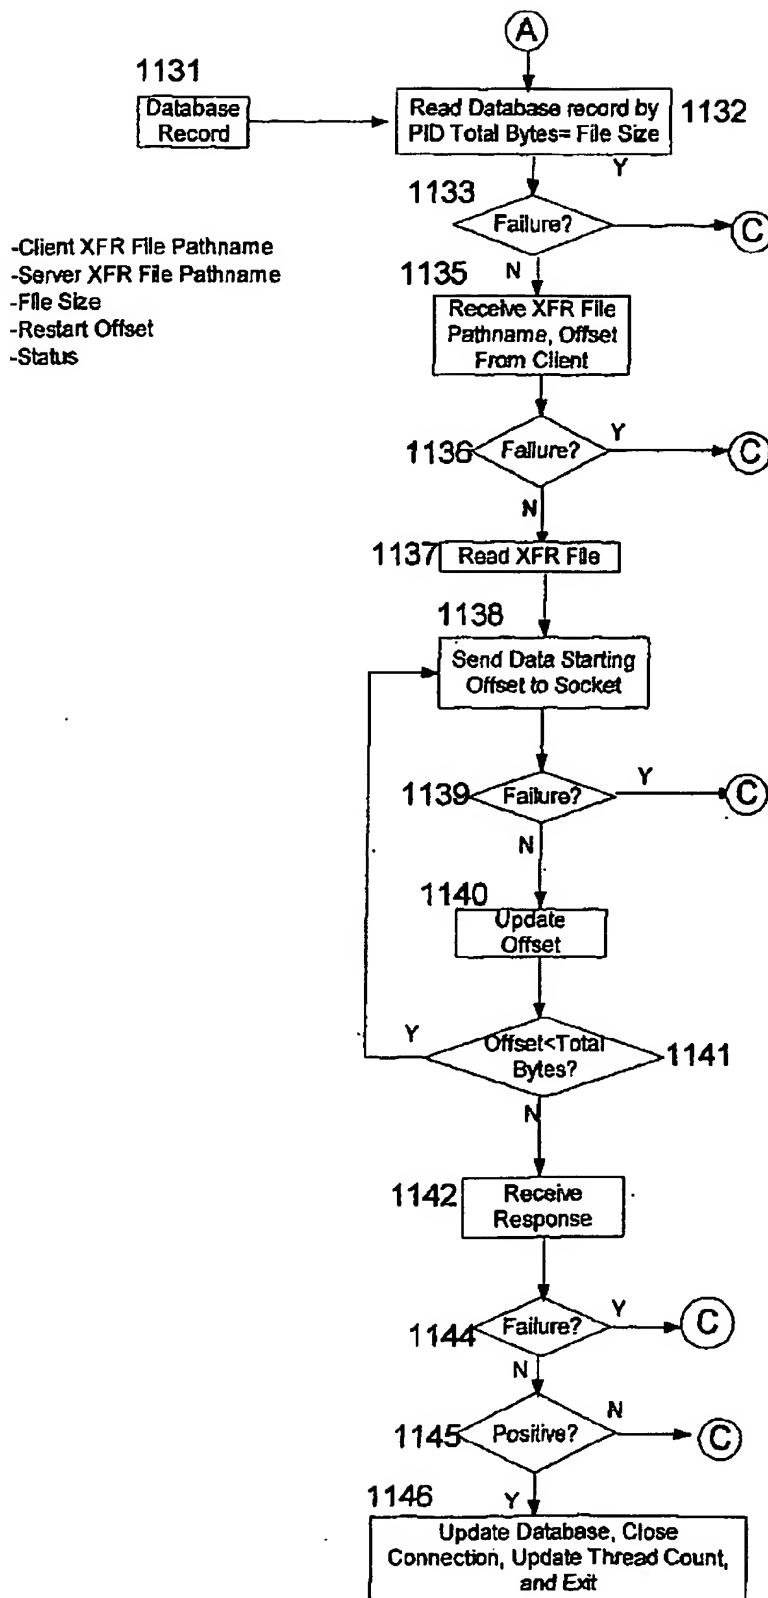 A
1131
Database
Record
Read Database record by
PID Total Bytes= File Size
1132
Y
1133
Failure?
C
-Client XFR File Pathname
-Server XFR File Pathname
-File Size
-Restart Offset
-Status
N
1135
Receive XFR File
Pathname, Offset
From Client
1136
Failure?
Y
C
N
1137
Read XFR File
1138
Send Data Starting
Offset to Socket
1139
Failure?
Y
C
N
1140
Update
Offset
Y
Offset<Total
Bytes?
1141
N
1142
Receive
Response
1144
Failure?
Y
C
N
1145
Positive?
N
C
1146
Y
Update Database, Close
Connection, Update Thread Count,
and Exit